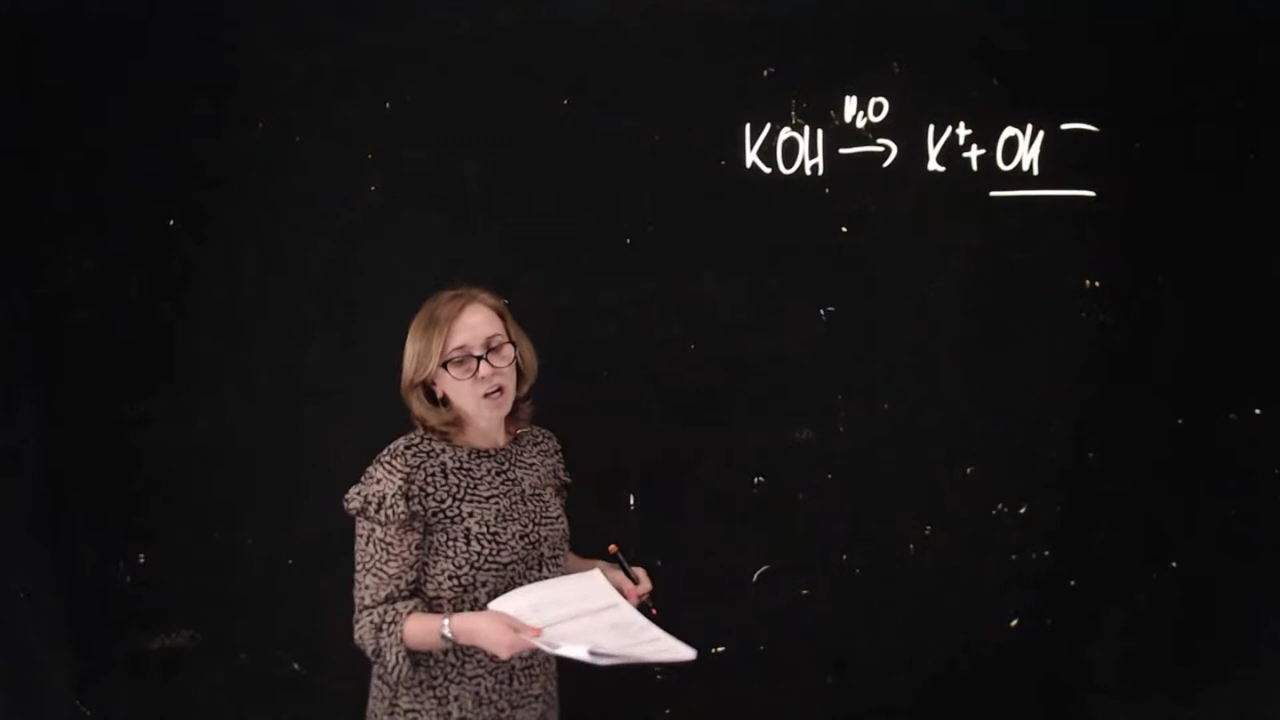 KOH H₂O → K⁺ + OH⁻